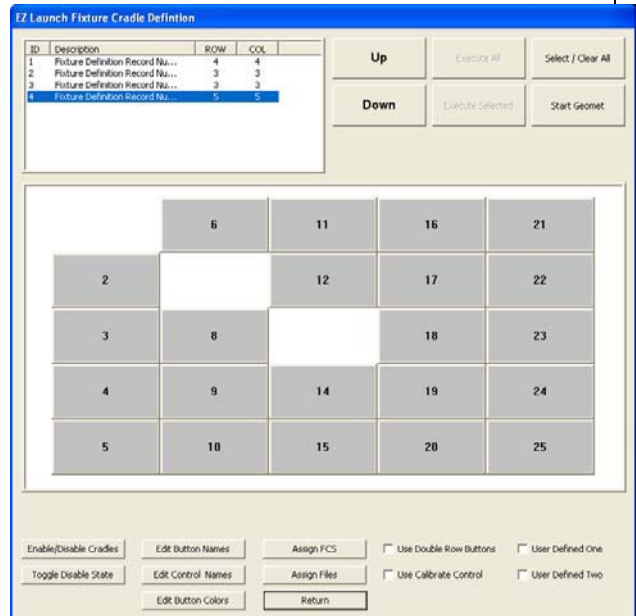 EZ Launch Fixture Cradle Defintion
ID Description ROW COL
1 Fixture Definition Record Nu... 4 4
2 Fixture Definition Record Nu... 3 3
3 Fixture Definition Record Nu... 3 3
4 Fixture Definition Record Nu... 5 5
Up Execute All Select / Clear All
Down Execute Selected Start Geomet
6 11 16 21
2 12 17 22
3 8 18 23
4 9 14 19 24
5 10 15 20 25
Enable/Disable Cradles Edit Button Names Assign FCS Use Double Row Buttons User Defined One
Toggle Disable State Edit Control Names Assign Files Use Calibrate Control User Defined Two
Edit Button Colors Return